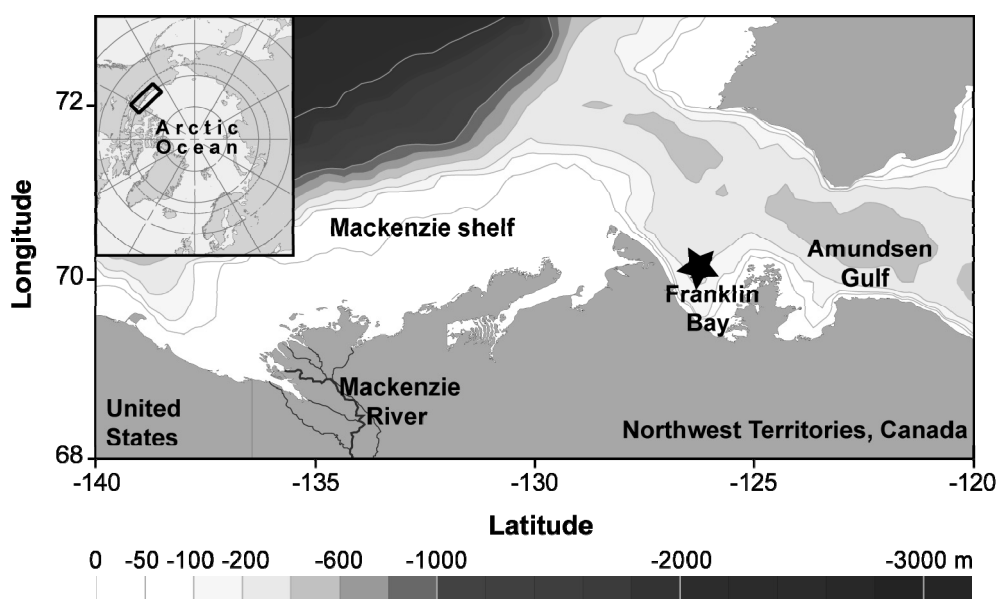 Arctic
Ocean
72
70
68
Longitude
Mackenzie shelf
Amundsen
Gulf
Franklin
Bay
Mackenzie
River
United
States
Northwest Territories, Canada
-140
-135
-130
-125
-120
Latitude
0 -50 -100 -200 -600 -1000 -2000 -3000 m